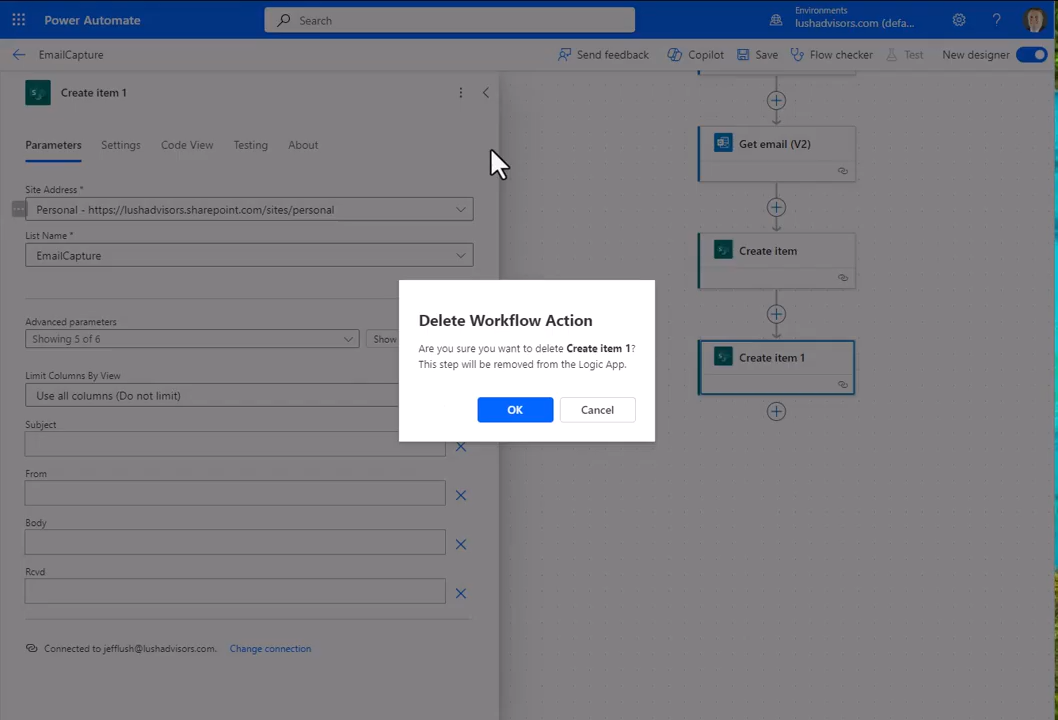 Power Automate
Search
Environments
lushadvisors.com (defa...
EmailCapture
Send feedback
Copilot
Save
Flow checker
Test
New designer
Create item 1
Parameters
Settings
Code View
Testing
About
Site Address *
Personal - https://lushadvisors.sharepoint.com/sites/personal
List Name *
EmailCapture
Advanced parameters
Showing 5 of 6
Show
Limit Columns By View
Use all columns (Do not limit)
Subject
From
Body
Rcvd
Connected to jefflush@lushadvisors.com.
Change connection
Delete Workflow Action
Are you sure you want to delete Create item 1?
This step will be removed from the Logic App.
OK
Cancel
Get email (V2)
Create item
Create item 1